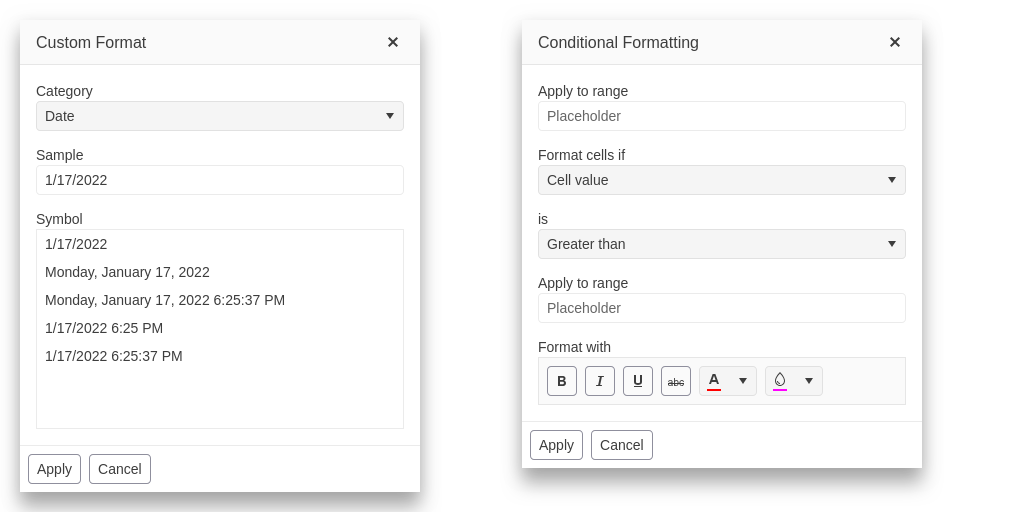 Custom Format
Category
Date
Sample
1/17/2022
Symbol
1/17/2022
Monday, January 17, 2022
Monday, January 17, 2022 6:25:37 PM
1/17/2022 6:25 PM
1/17/2022 6:25:37 PM
Apply Cancel
Conditional Formatting
Apply to range
Placeholder
Format cells if
Cell value
is
Greater than
Apply to range
Placeholder
Format with
B I U abc A
Apply Cancel